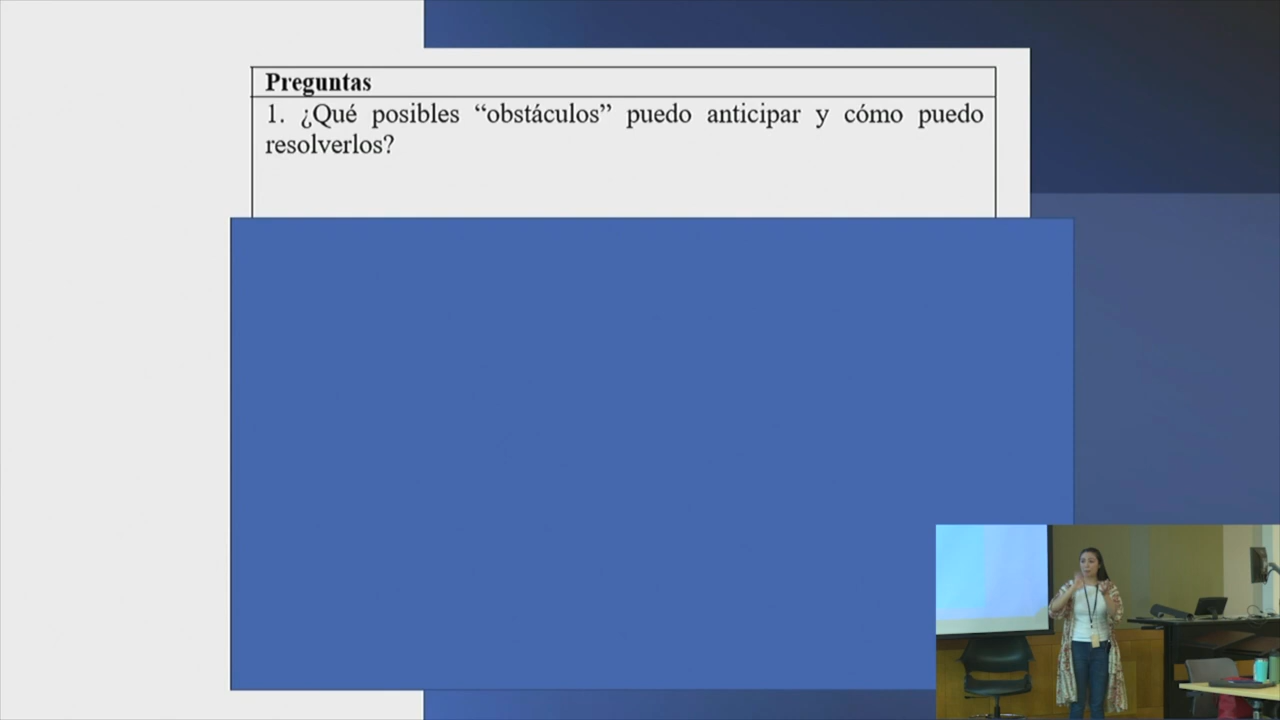 Preguntas
1. ¿Qué posibles “obstáculos” puedo anticipar y cómo puedo
resolverlos?